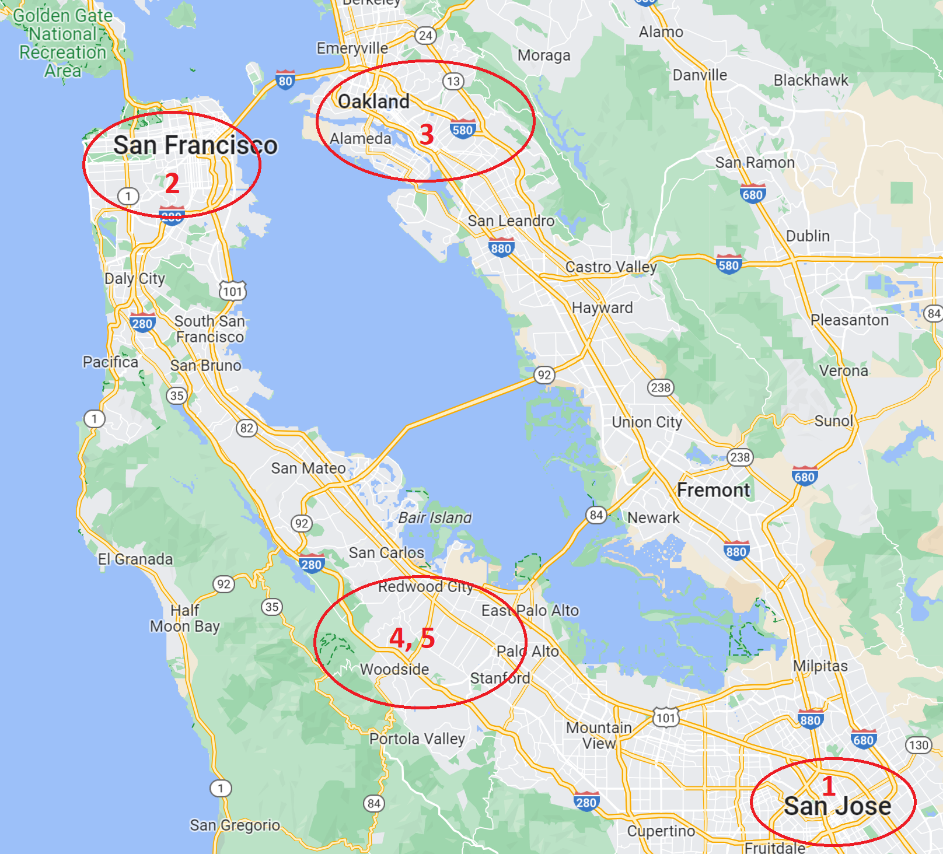 Berkeley
Golden Gate
National
Recreation
Area
24
Alamo
Emeryville
Moraga
Danville
80
13
Blackhawk
Oakland
580
3
Alameda
San Francisco
2
San Ramon
1
680
280
San Leandro
880
Dublin
Castro Valley
580
Daly City
101
Hayward
84
280
South San
Francisco
Pleasanton
Pacifica
San Bruno
Verona
92
238
35
1
82
Union City
Sunol
238
San Mateo
680
Fremont
Bair Island
84
Newark
92
880
San Carlos
El Granada
280
92
Redwood City
35
Half
Moon Bay
East Palo Alto
4, 5
Palo Alto
Woodside
Stanford
Milpitas
101
880
Mountain
View
Portola Valley
680
130
1
1
San Jose
84
280
San Gregorio
Cupertino
Fruitdale